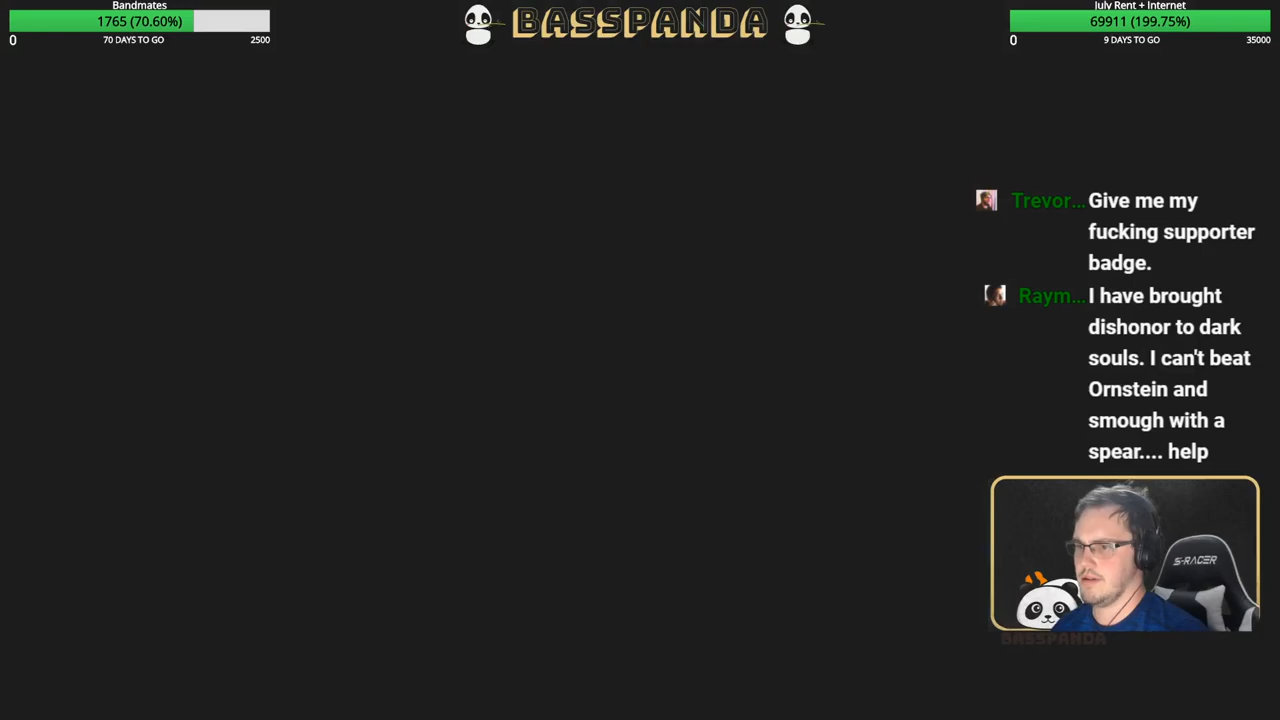 Bandmates
1765 (70.60%)
0
70 DAYS TO GO
2500
BASSPANDA
July Rent + Internet
69911 (199.75%)
0
9 DAYS TO GO
35000
Trevor... Give me my
fucking supporter
badge.
Raym... I have brought
dishonor to dark
souls. I can't beat
Ornstein and
smough with a
spear.... help
S-RACER
BASSPANDA